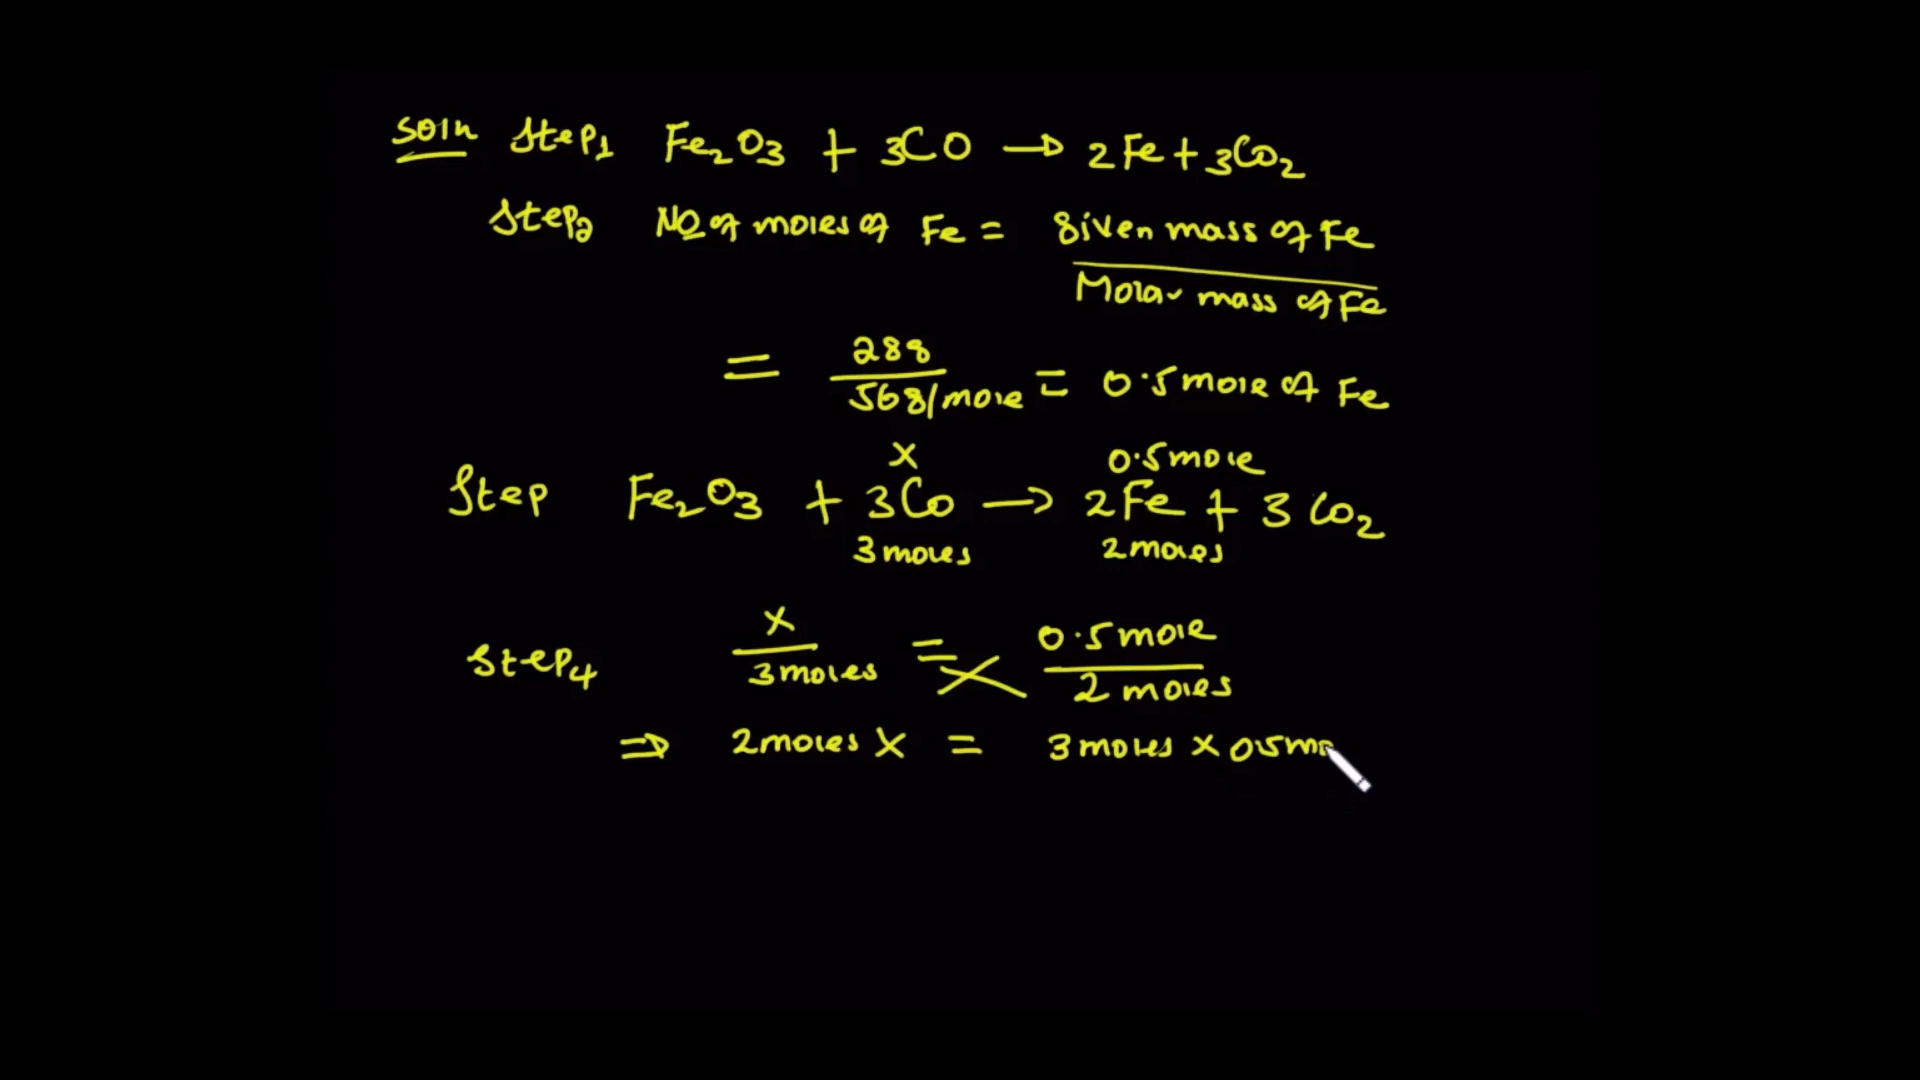 Soln Step1 Fe2O3 + 3CO → 2Fe + 3CO2
Step2 No of moles of Fe = given mass of Fe
Molar mass of Fe
= 28g = 0.5 mole of Fe
56g/mole
x 0.5 mole
Step Fe2O3 + 3CO → 2Fe + 3CO2
3 moles 2 moles
Step4 x = 0.5 mole
3 moles 2 moles
⇒ 2 moles x = 3 moles x 0.5 mo